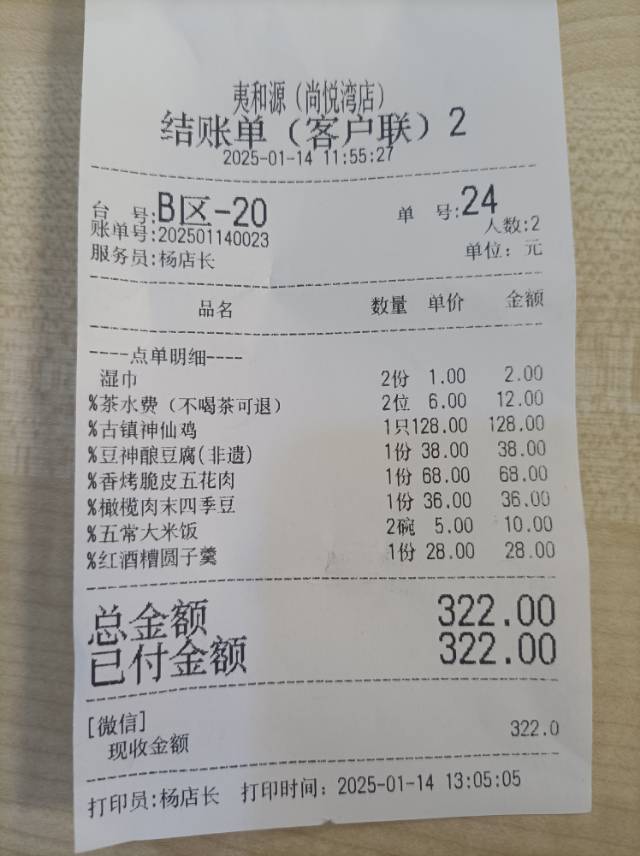 夷和源（尚悦湾店）
结账单（客户联）2
2025-01-14 11:55:27
台 号:B区-20 单 号:24
账单号:202501140023 人数:2
服务员:杨店长 单位：元
品名 数量 单价 金额
----点单明细----
湿巾 2份 1.00 2.00
%茶水费（不喝茶可退） 2位 6.00 12.00
%古镇神仙鸡 1只128.00 128.00
%豆神酿豆腐(非遗) 1份 38.00 38.00
%香烤脆皮五花肉 1份 68.00 68.00
%橄榄肉末四季豆 1份 36.00 36.00
%五常大米饭 2碗 5.00 10.00
%红酒糟圆子羹 1份 28.00 28.00
总金额 322.00
已付金额 322.00
[微信]
现收金额 322.0
打印员:杨店长 打印时间：2025-01-14 13:05:05